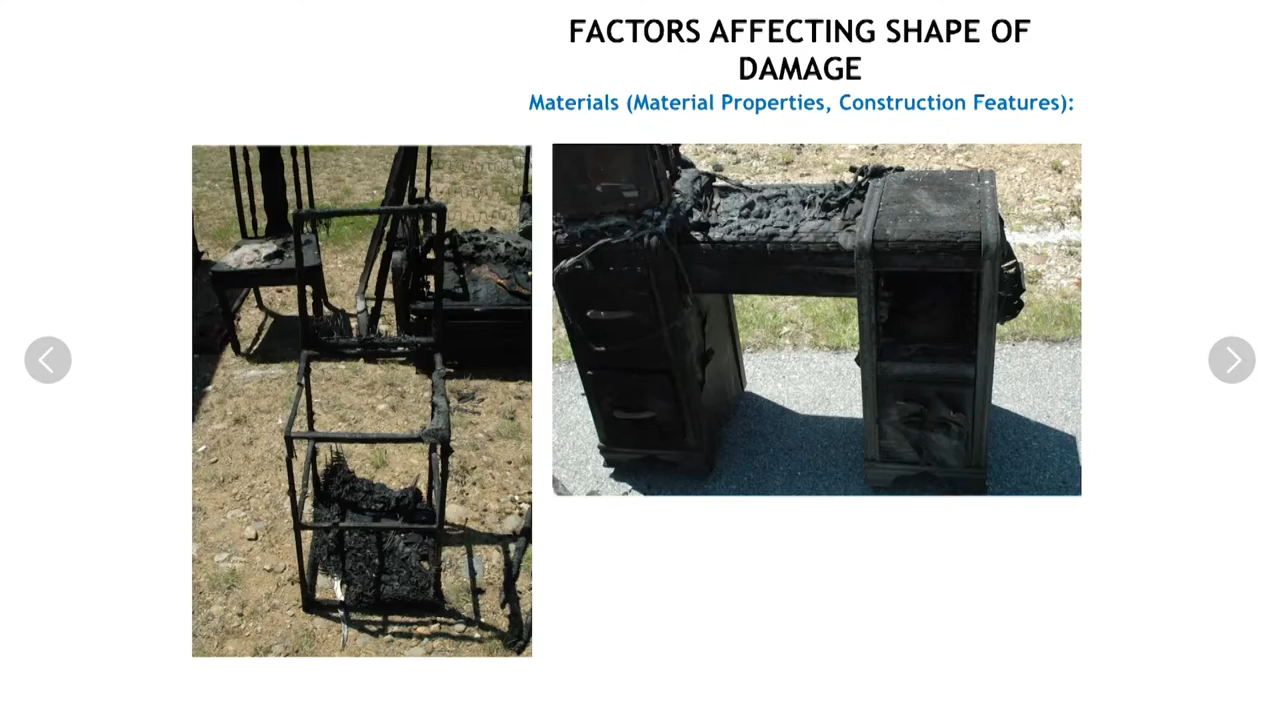 FACTORS AFFECTING SHAPE OF
DAMAGE
Materials (Material Properties, Construction Features):